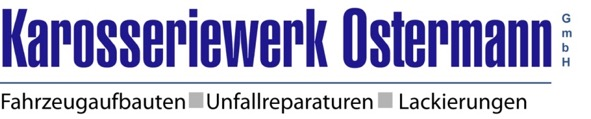 Karosseriewerk Ostermann GmbH
Fahrzeugaufbauten Unfallreparaturen Lackierungen